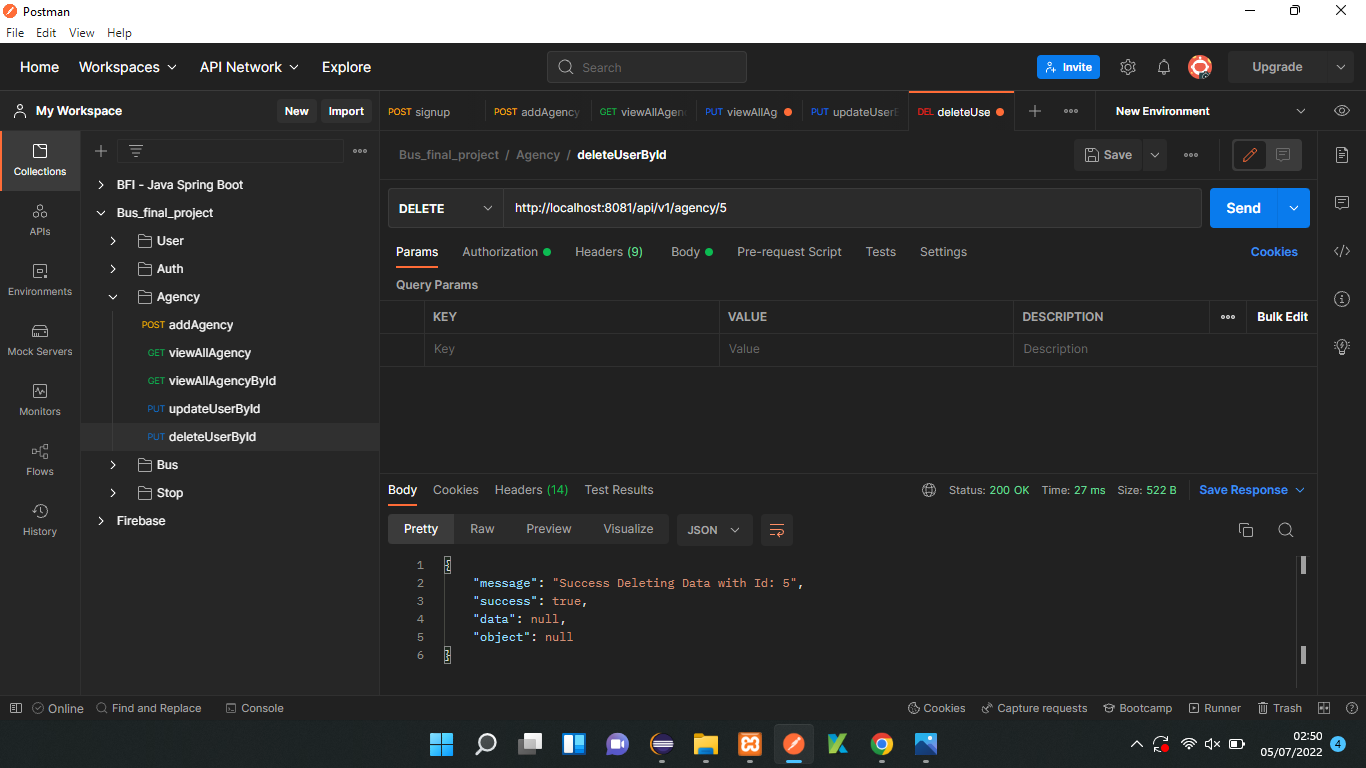 Postman
File Edit View Help
Home Workspaces API Network Explore Search Invite Upgrade
My Workspace New Import
POST signup POST addAgency GET viewAllAgen PUT viewAllAg PUT updateUserE DEL deleteUse New Environment
Collections
APIs
Environments
Mock Servers
Monitors
Flows
History
BFI - Java Spring Boot
Bus_final_project
User
Auth
Agency
POST addAgency
GET viewAllAgency
GET viewAllAgencyById
PUT updateUserById
PUT deleteUserById
Bus
Stop
Firebase
Bus_final_project / Agency / deleteUserById Save
DELETE http://localhost:8081/api/v1/agency/5 Send
Params Authorization Headers (9) Body Pre-request Script Tests Settings Cookies
Query Params
KEY VALUE DESCRIPTION Bulk Edit
Key Value Description
Body Cookies Headers (14) Test Results Status: 200 OK Time: 27 ms Size: 522 B Save Response
Pretty Raw Preview Visualize JSON
1 {
2 "message": "Success Deleting Data with Id: 5",
3 "success": true,
4 "data": null,
5 "object": null
6 }
Online Find and Replace Console Cookies Capture requests Bootcamp Runner Trash
02:50
05/07/2022 4